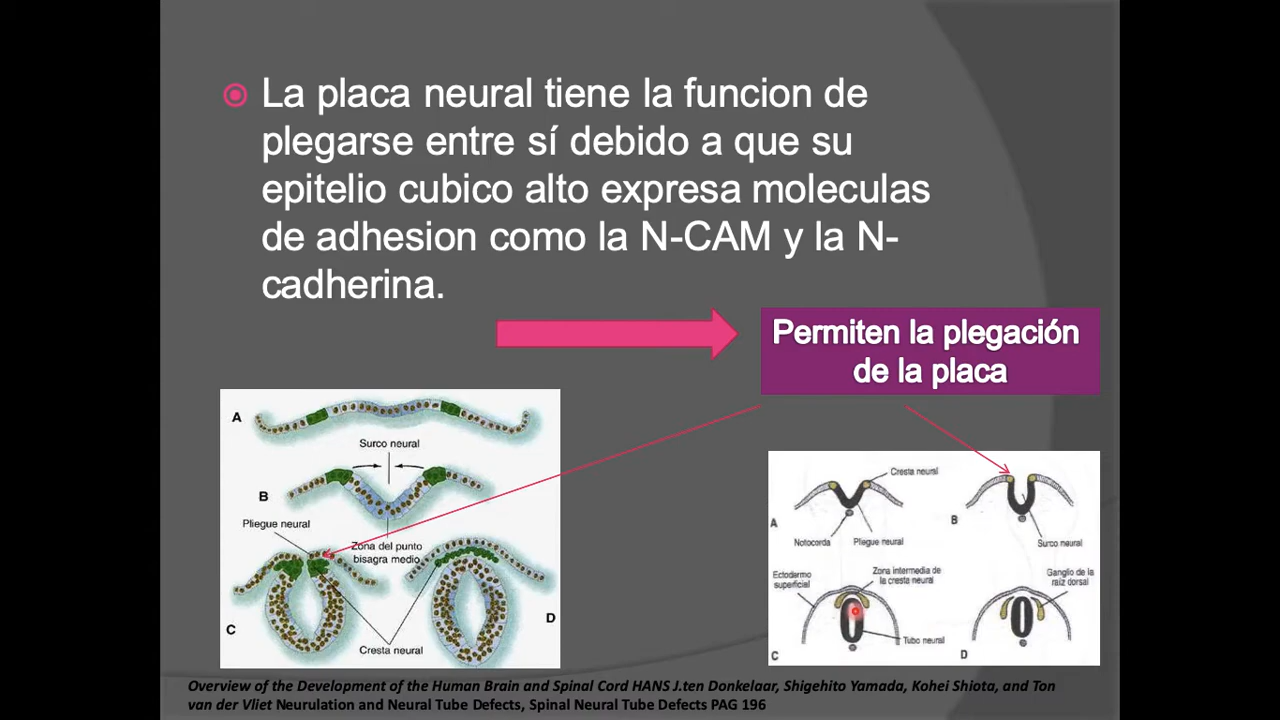 La placa neural tiene la funcion de
plegarse entre sí debido a que su
epitelio cubico alto expresa moleculas
de adhesion como la N-CAM y la N-
cadherina.
Permiten la plegación
de la placa
A
Surco neural
B
Pliegue neural
Zona del punto
bisagra medio
C
D
Cresta neural
Cresta neural
A
B
Notocorda
Pliegue neural
Surco neural
Ectodermo
superficial
Zona intermedia de
la cresta neural
Ganglio de la
raíz dorsal
Tubo neural
C
D
Overview of the Development of the Human Brain and Spinal Cord HANS J.ten Donkelaar, Shigehito Yamada, Kohei Shiota, and Ton
van der Vliet Neurulation and Neural Tube Defects, Spinal Neural Tube Defects PAG 196